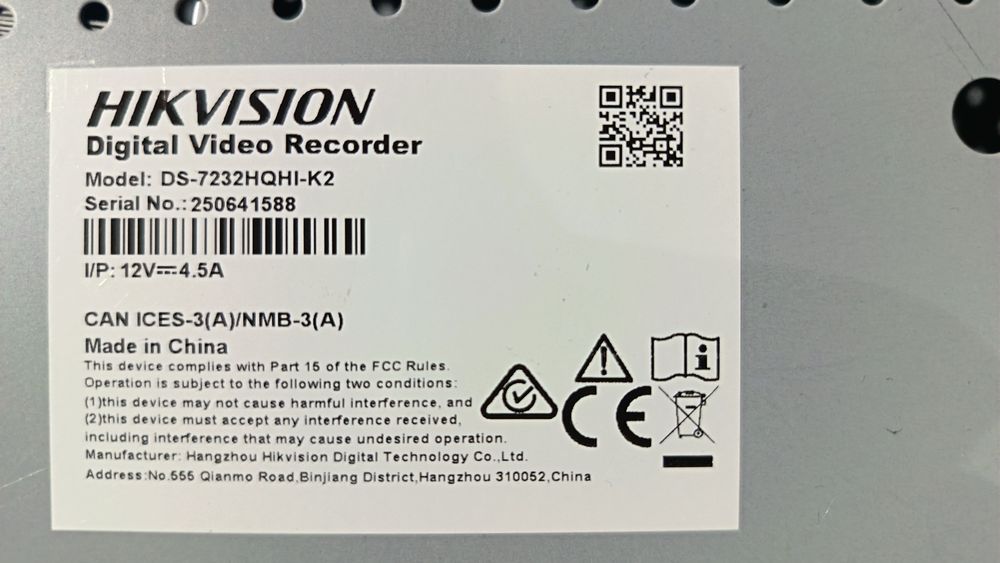 HIKVISION
Digital Video Recorder
Model: DS-7232HQHI-K2
Serial No.: 250641588
I/P: 12V⎓4.5A
CAN ICES-3(A)/NMB-3(A)
Made in China
This device complies with Part 15 of the FCC Rules.
Operation is subject to the following two conditions:
(1)this device may not cause harmful interference, and
(2)this device must accept any interference received,
including interference that may cause undesired operation.
Manufacturer: Hangzhou Hikvision Digital Technology Co.,Ltd.
Address:No.555 Qianmo Road,Binjiang District,Hangzhou 310052,China
CE